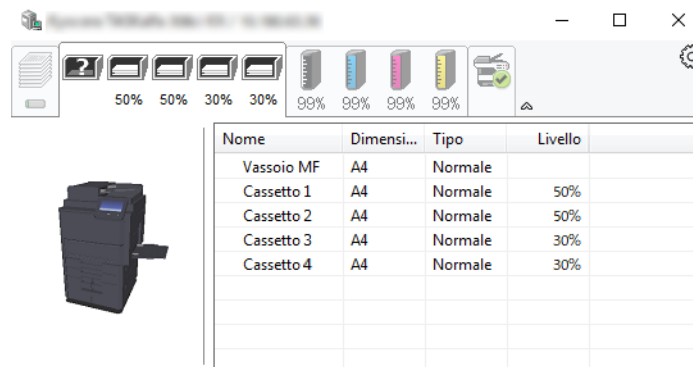 50% 50% 30% 30% 99% 99% 99% 99%
Nome Dimensi... Tipo Livello
Vassoio MF A4 Normale
Cassetto 1 A4 Normale 50%
Cassetto 2 A4 Normale 50%
Cassetto 3 A4 Normale 30%
Cassetto 4 A4 Normale 30%